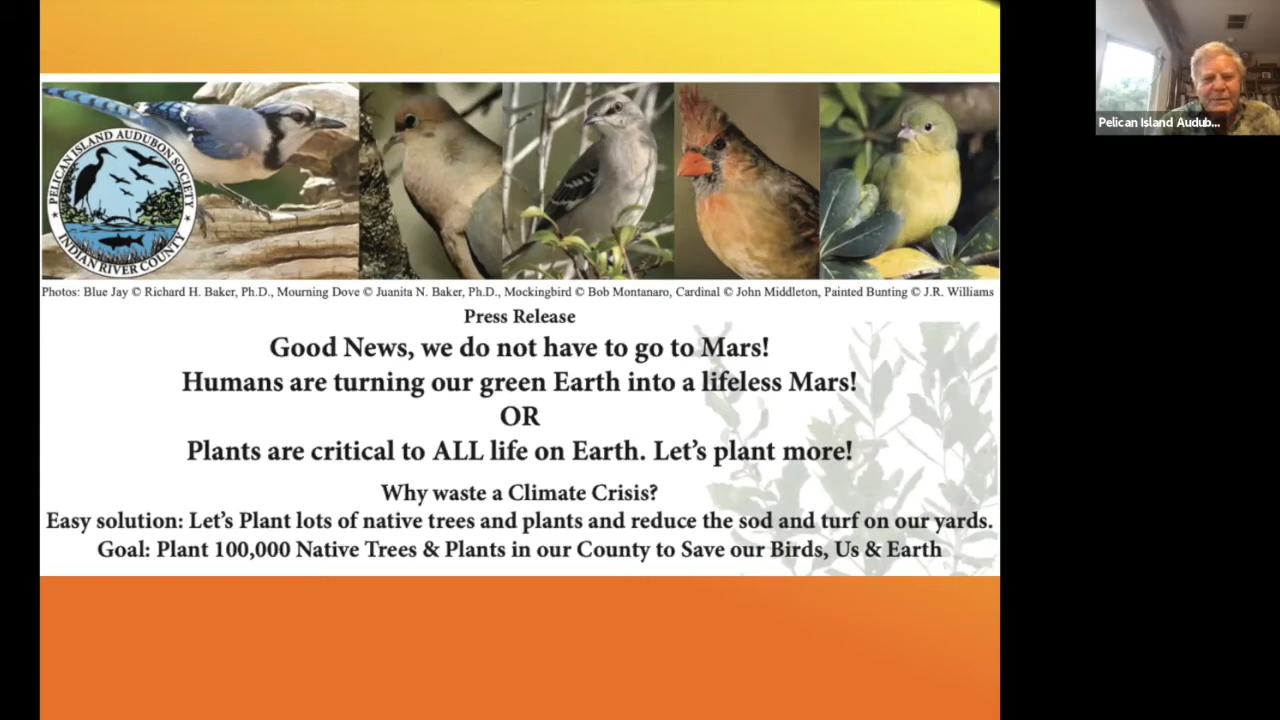 PELICAN ISLAND AUDUBON SOCIETY
INDIAN RIVER COUNTY
Photos: Blue Jay © Richard H. Baker, Ph.D., Mourning Dove © Juanita N. Baker, Ph.D., Mockingbird © Bob Montanaro, Cardinal © John Middleton, Painted Bunting © J.R. Williams
Press Release
Good News, we do not have to go to Mars!
Humans are turning our green Earth into a lifeless Mars!
OR
Plants are critical to ALL life on Earth. Let’s plant more!
Why waste a Climate Crisis?
Easy solution: Let’s Plant lots of native trees and plants and reduce the sod and turf on our yards.
Goal: Plant 100,000 Native Trees & Plants in our County to Save our Birds, Us & Earth
Pelican Island Audub...